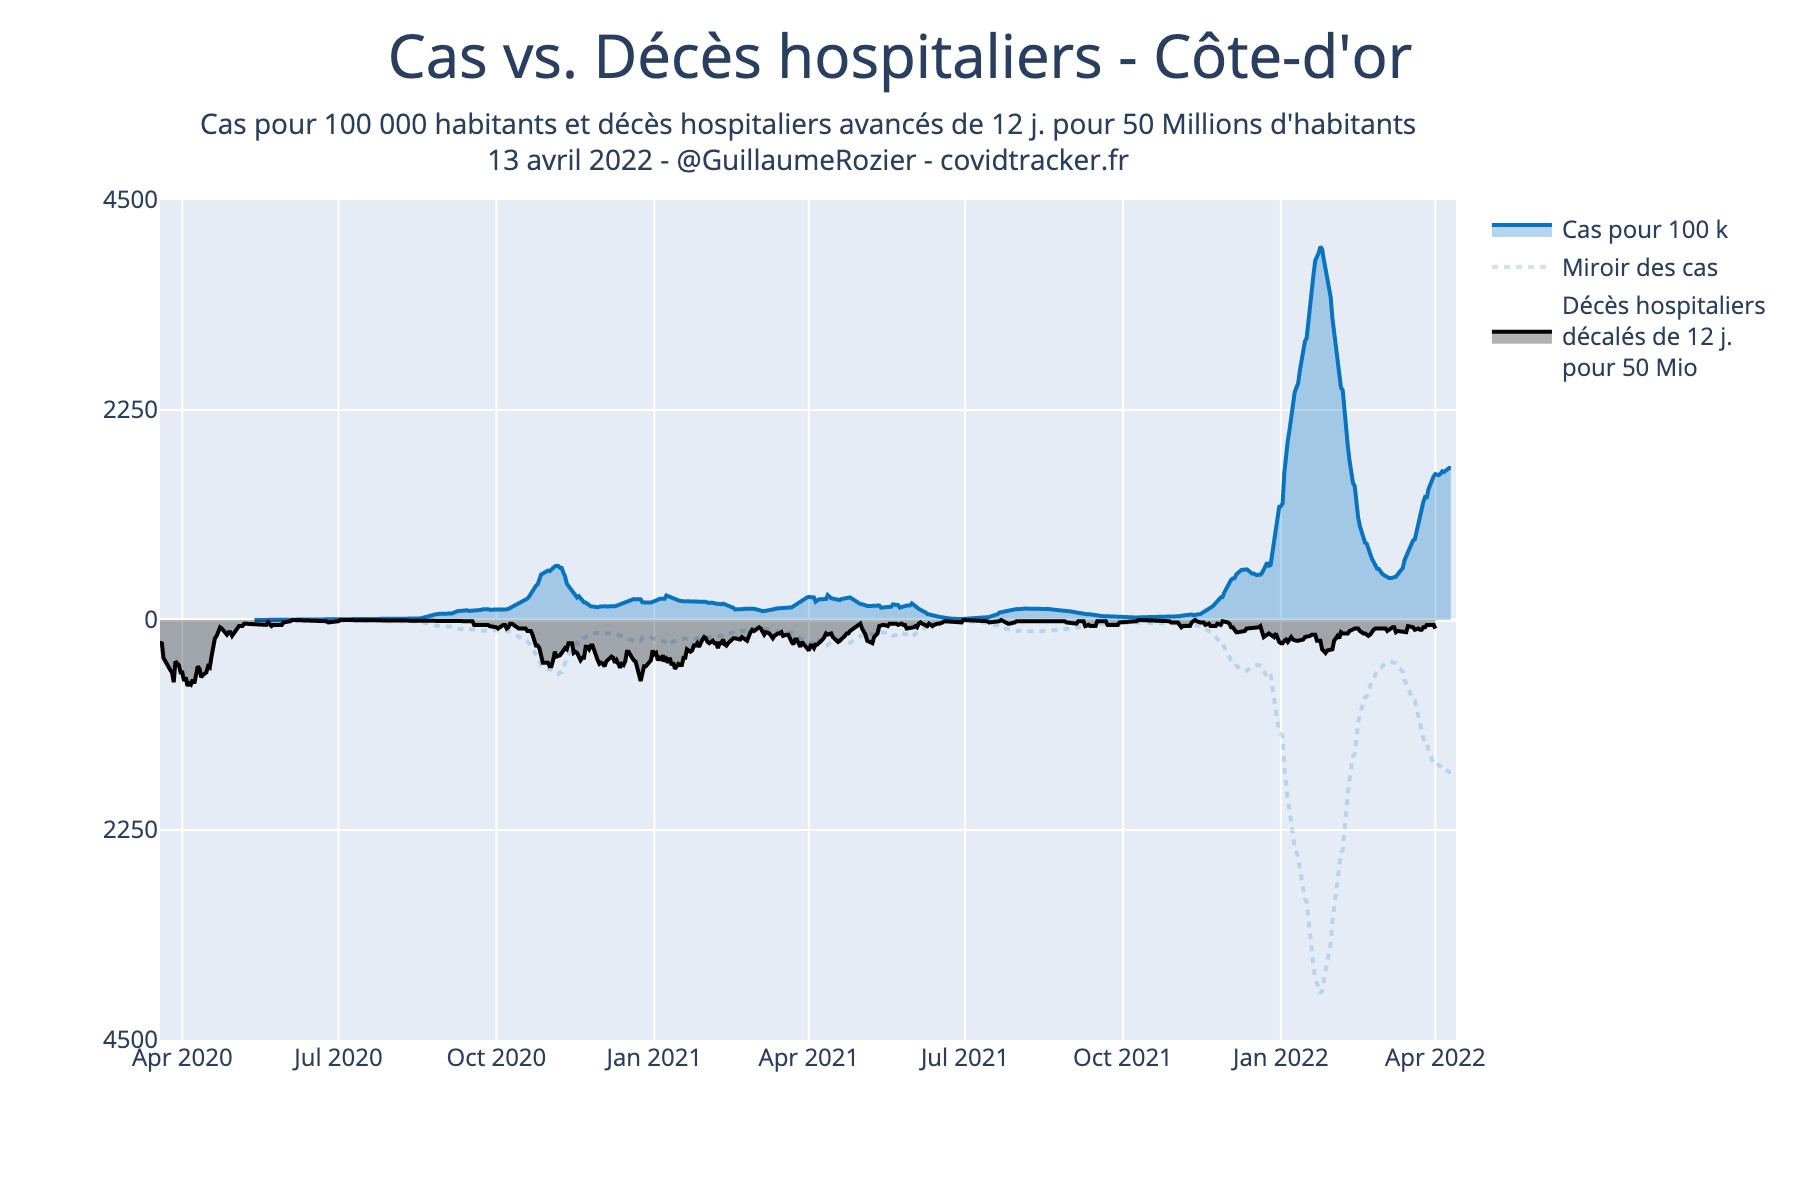 Cas vs. Décès hospitaliers - Côte-d'or
Cas pour 100 000 habitants et décès hospitaliers avancés de 12 j. pour 50 Millions d'habitants
13 avril 2022 - @GuillaumeRozier - covidtracker.fr
4500
2250
0
2250
4500
Apr 2020
Jul 2020
Oct 2020
Jan 2021
Apr 2021
Jul 2021
Oct 2021
Jan 2022
Apr 2022
Cas pour 100 k
Miroir des cas
Décès hospitaliers
décalés de 12 j.
pour 50 Mio